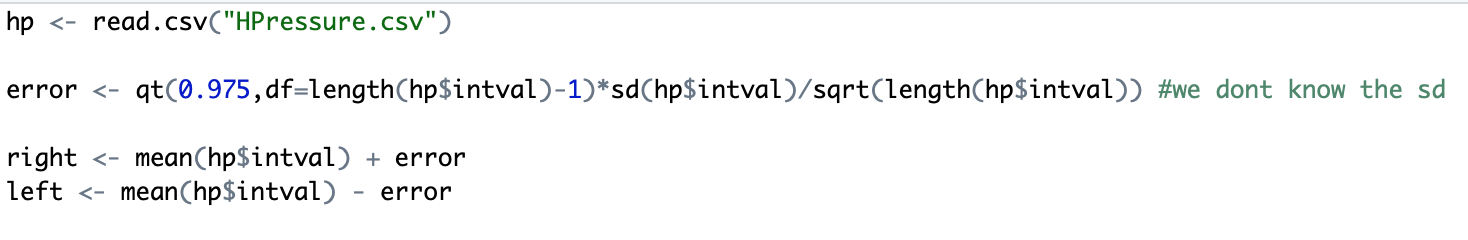 hp <- read.csv("HPressure.csv")
error <- qt(0.975,df=length(hp$intval)-1)*sd(hp$intval)/sqrt(length(hp$intval)) #we dont know the sd
right <- mean(hp$intval) + error
left <- mean(hp$intval) - error